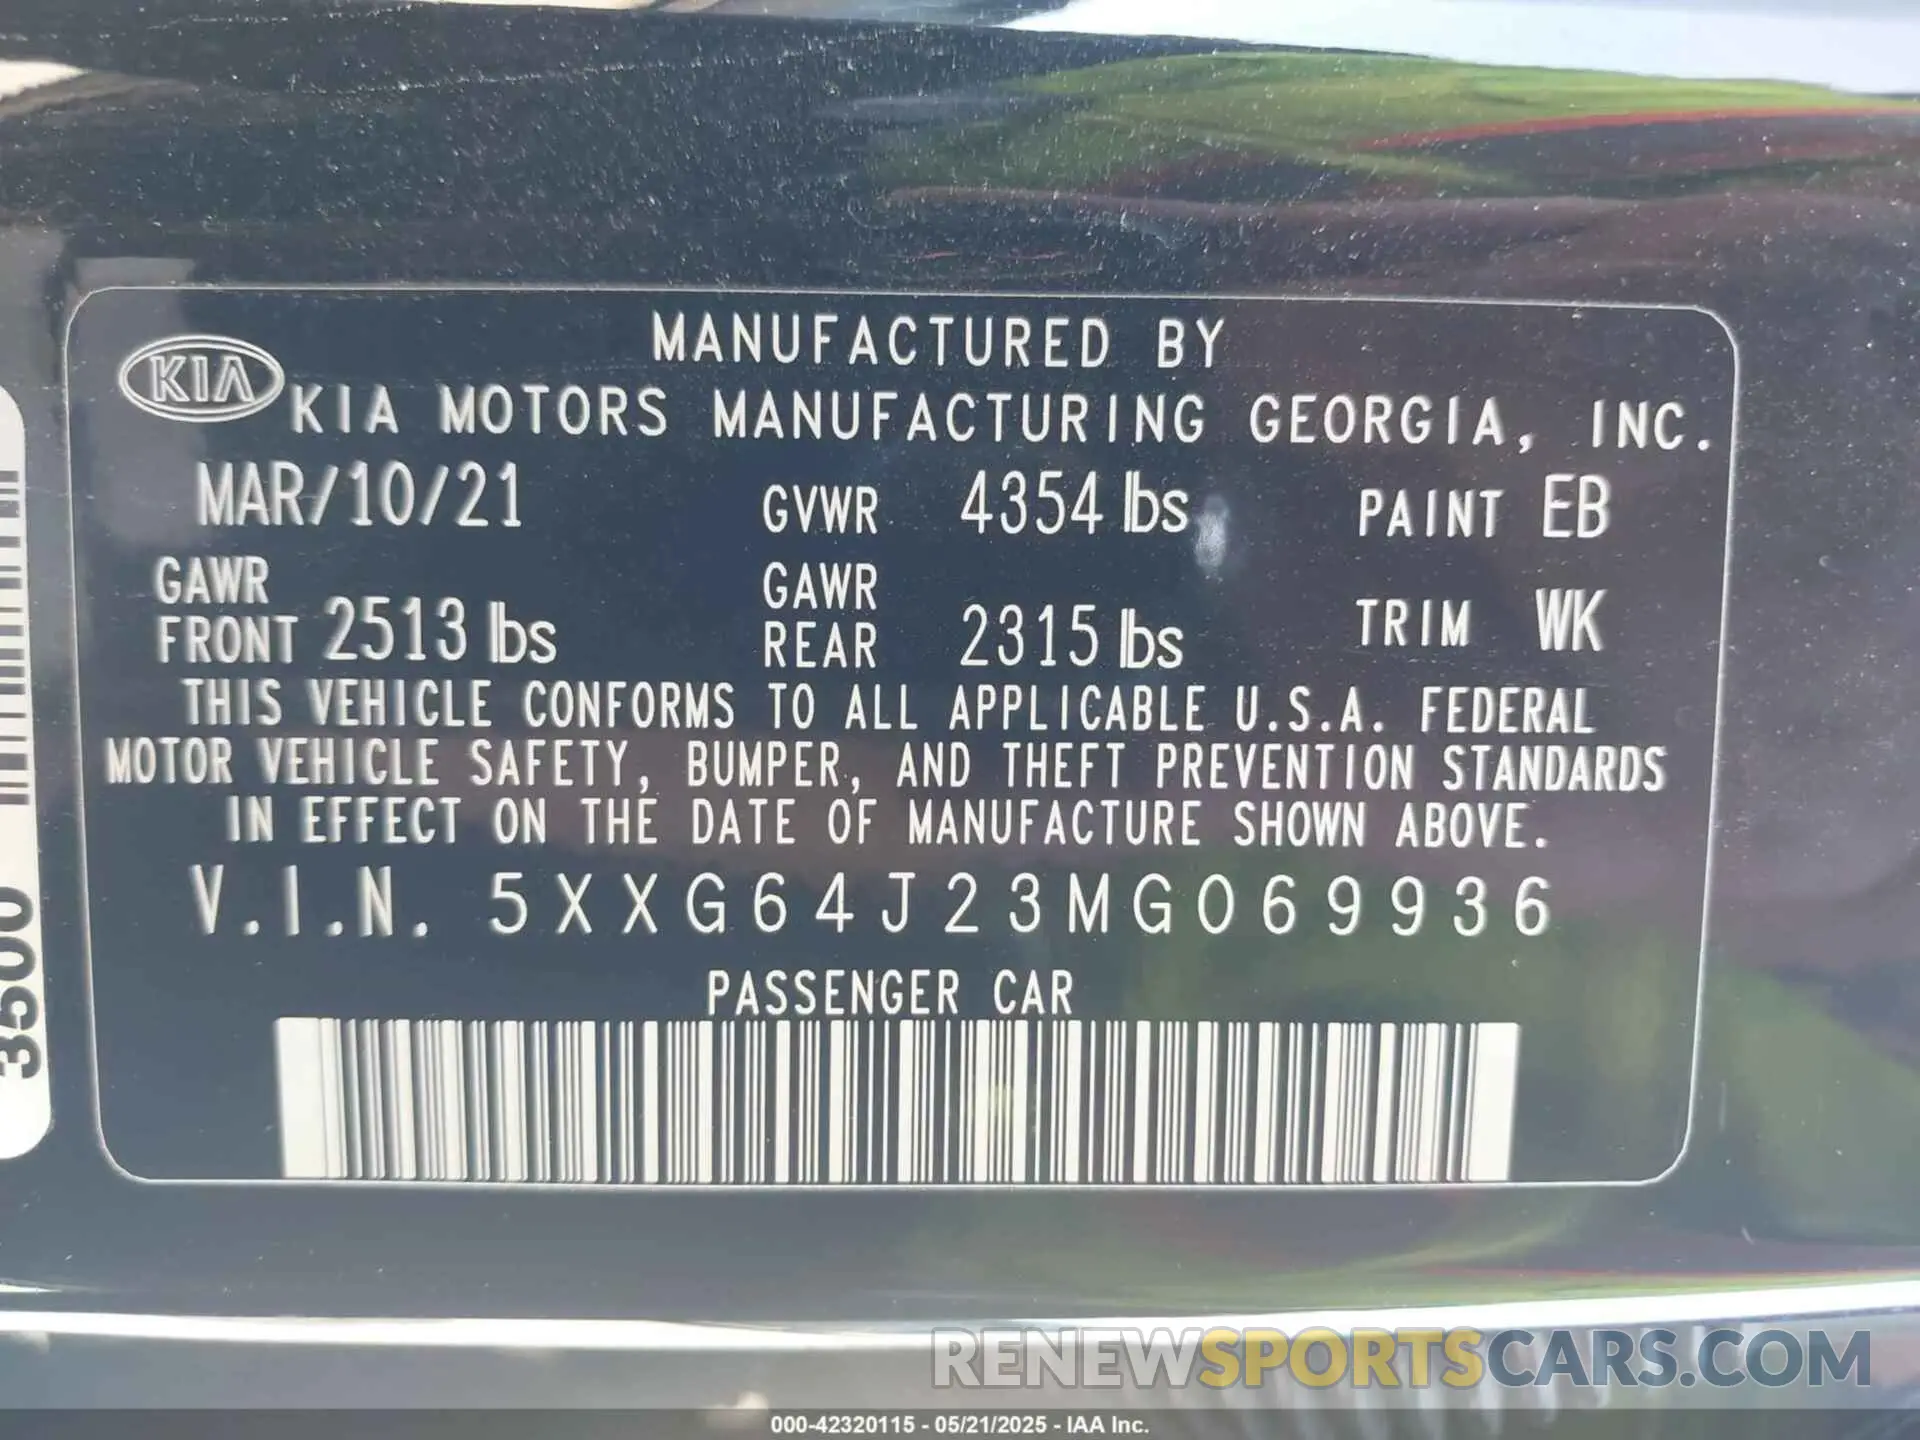 MANUFACTURED BY
KIA KIA MOTORS MANUFACTURING GEORGIA, INC.
MAR/10/21 GVWR 4354 lbs PAINT EB
GAWR FRONT 2513 lbs GAWR REAR 2315 lbs TRIM WK
THIS VEHICLE CONFORMS TO ALL APPLICABLE U.S.A. FEDERAL
MOTOR VEHICLE SAFETY, BUMPER, AND THEFT PREVENTION STANDARDS
IN EFFECT ON THE DATE OF MANUFACTURE SHOWN ABOVE.
V.I.N. 5XXG64J23MG069936
PASSENGER CAR
3500
RENEWSPORTSCARS.COM
000-42320115 - 05/21/2025 - IAA Inc.